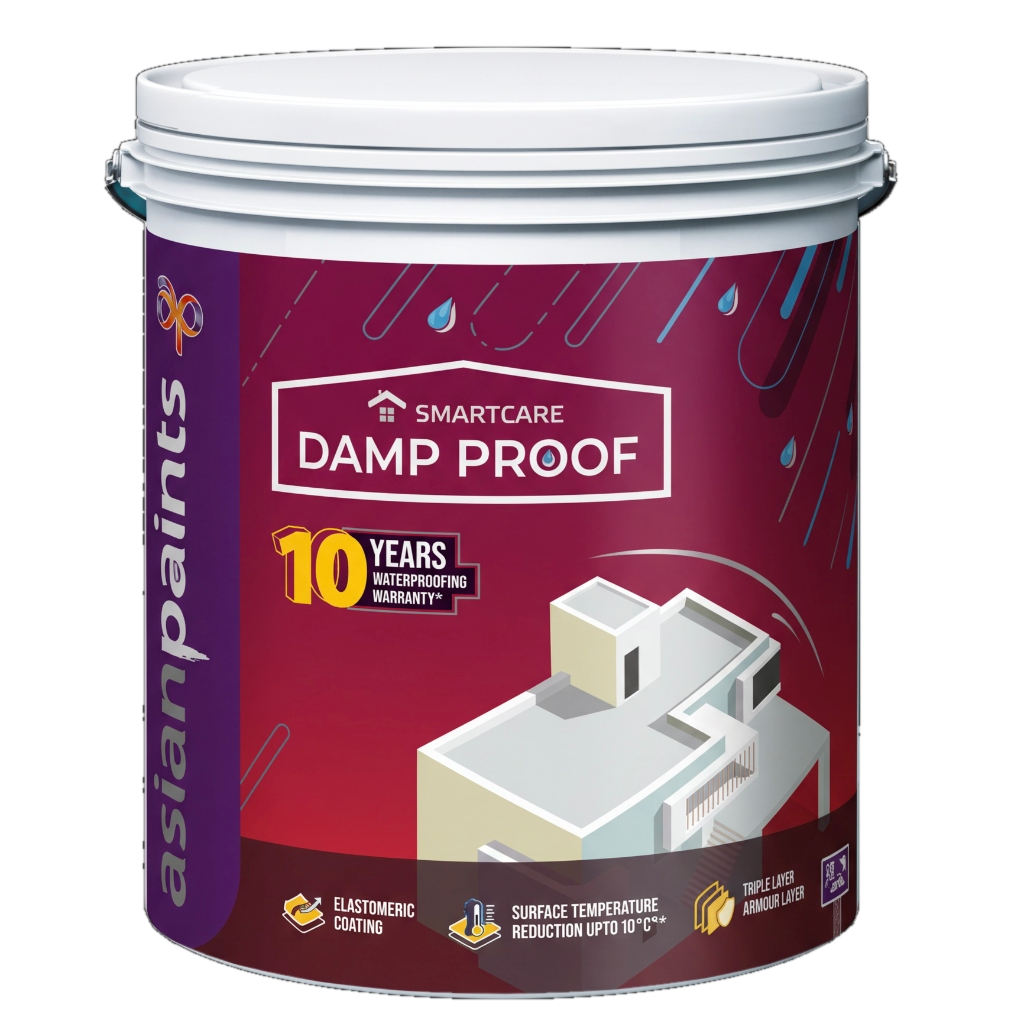 asianpaints
SMARTCARE
DAMP PROOF
10 YEARS
WATERPROOFING
WARRANTY*
ELASTOMERIC
COATING
SURFACE TEMPERATURE
REDUCTION UPTO 10°C
TRIPLE LAYER
ARMOUR LAYER